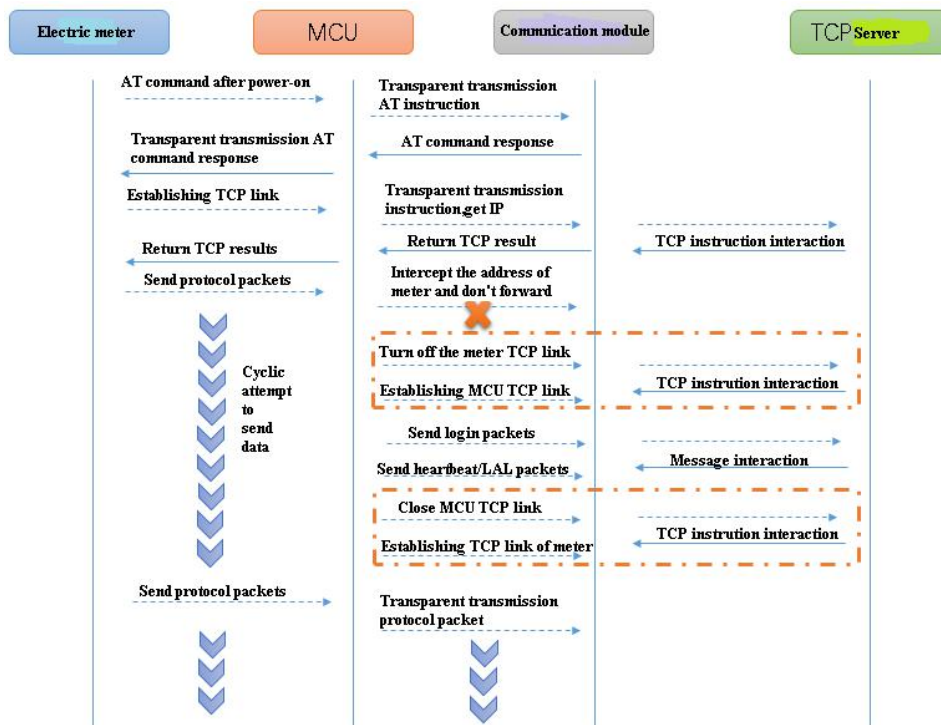 Electric meter
MCU
Commnication module
TCP Server
AT command after power-on
Transparent transmission
AT instruction
Transparent transmission AT
command response
AT command response
Establishing TCP link
Transparent transmission
instruction,get IP
Return TCP results
Return TCP result
TCP instruction interaction
Send protocol packets
Intercept the address of
meter and don't forward
Cyclic
attempt
to
send
data
Turn off the meter TCP link
Establishing MCU TCP link
TCP instrution interaction
Send login packets
Message interaction
Send heartbeat/LAL packets
Close MCU TCP link
TCP instrution interaction
Establishing TCP link of meter
Send protocol packets
Transparent transmission
protocol packet